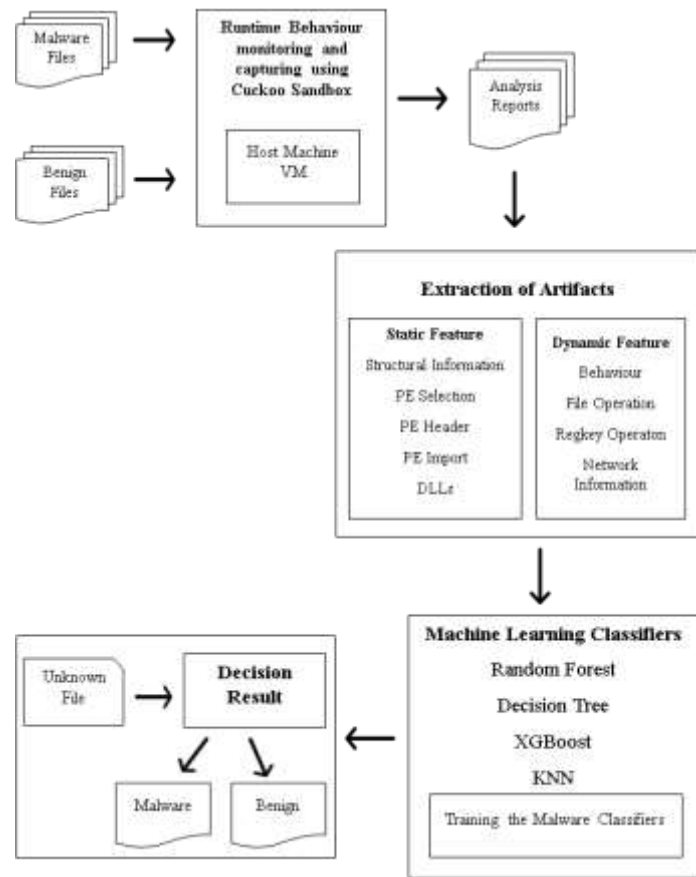 Malware
Files
Benign
Files
Runtime Behaviour
monitoring and
capturing using
Cuckoo Sandbox
Host Machine
VM
Analysis
Reports
Extraction of Artifacts
Static Feature
Structural Information
PE Selection
PE Header
PE Import
DLLs
Dynamic Feature
Behaviour
File Operation
Regkey Operaton
Network
Information
Machine Learning Classifiers
Random Forest
Decision Tree
XGBoost
KNN
Training the Malware Classifiers
Unknown
File
Decision
Result
Malware
Benign